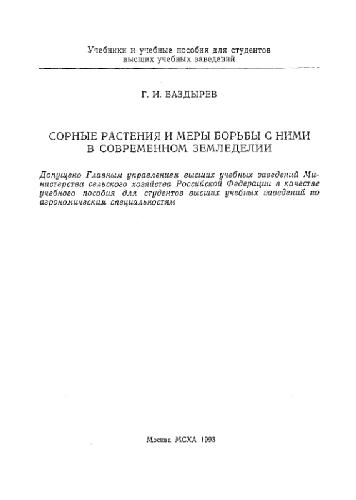 Учебники и учебные пособия для студентов
высших учебных заведений
Г. И. БАЗДЫРЕВ
СОРНЫЕ РАСТЕНИЯ И МЕРЫ БОРЬБЫ С НИМИ
В СОВРЕМЕННОМ ЗЕМЛЕДЕЛИИ
Допущено Главным управлением высших учебных заведений Ми-
нистерства сельского хозяйства Российской Федерации в качестве
учебного пособия для студентов высших учебных заведений по
агрономическим специальностям
Москва МСХА 1993